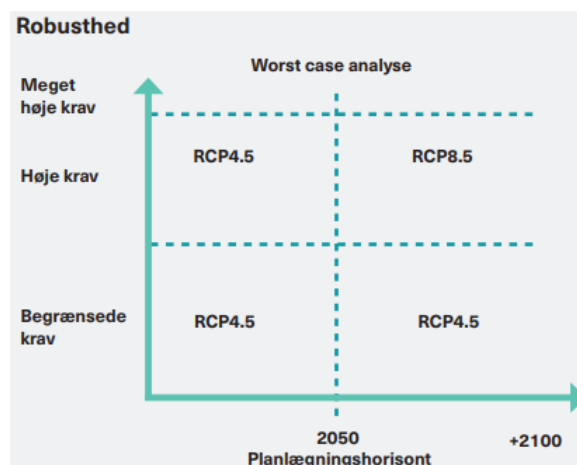 Robusthed
Worst case analyse
Meget
høje krav
RCP4.5
RCP8.5
Høje krav
Begrænsede
krav
RCP4.5
RCP4.5
2050
+2100
Planlægningshorisont